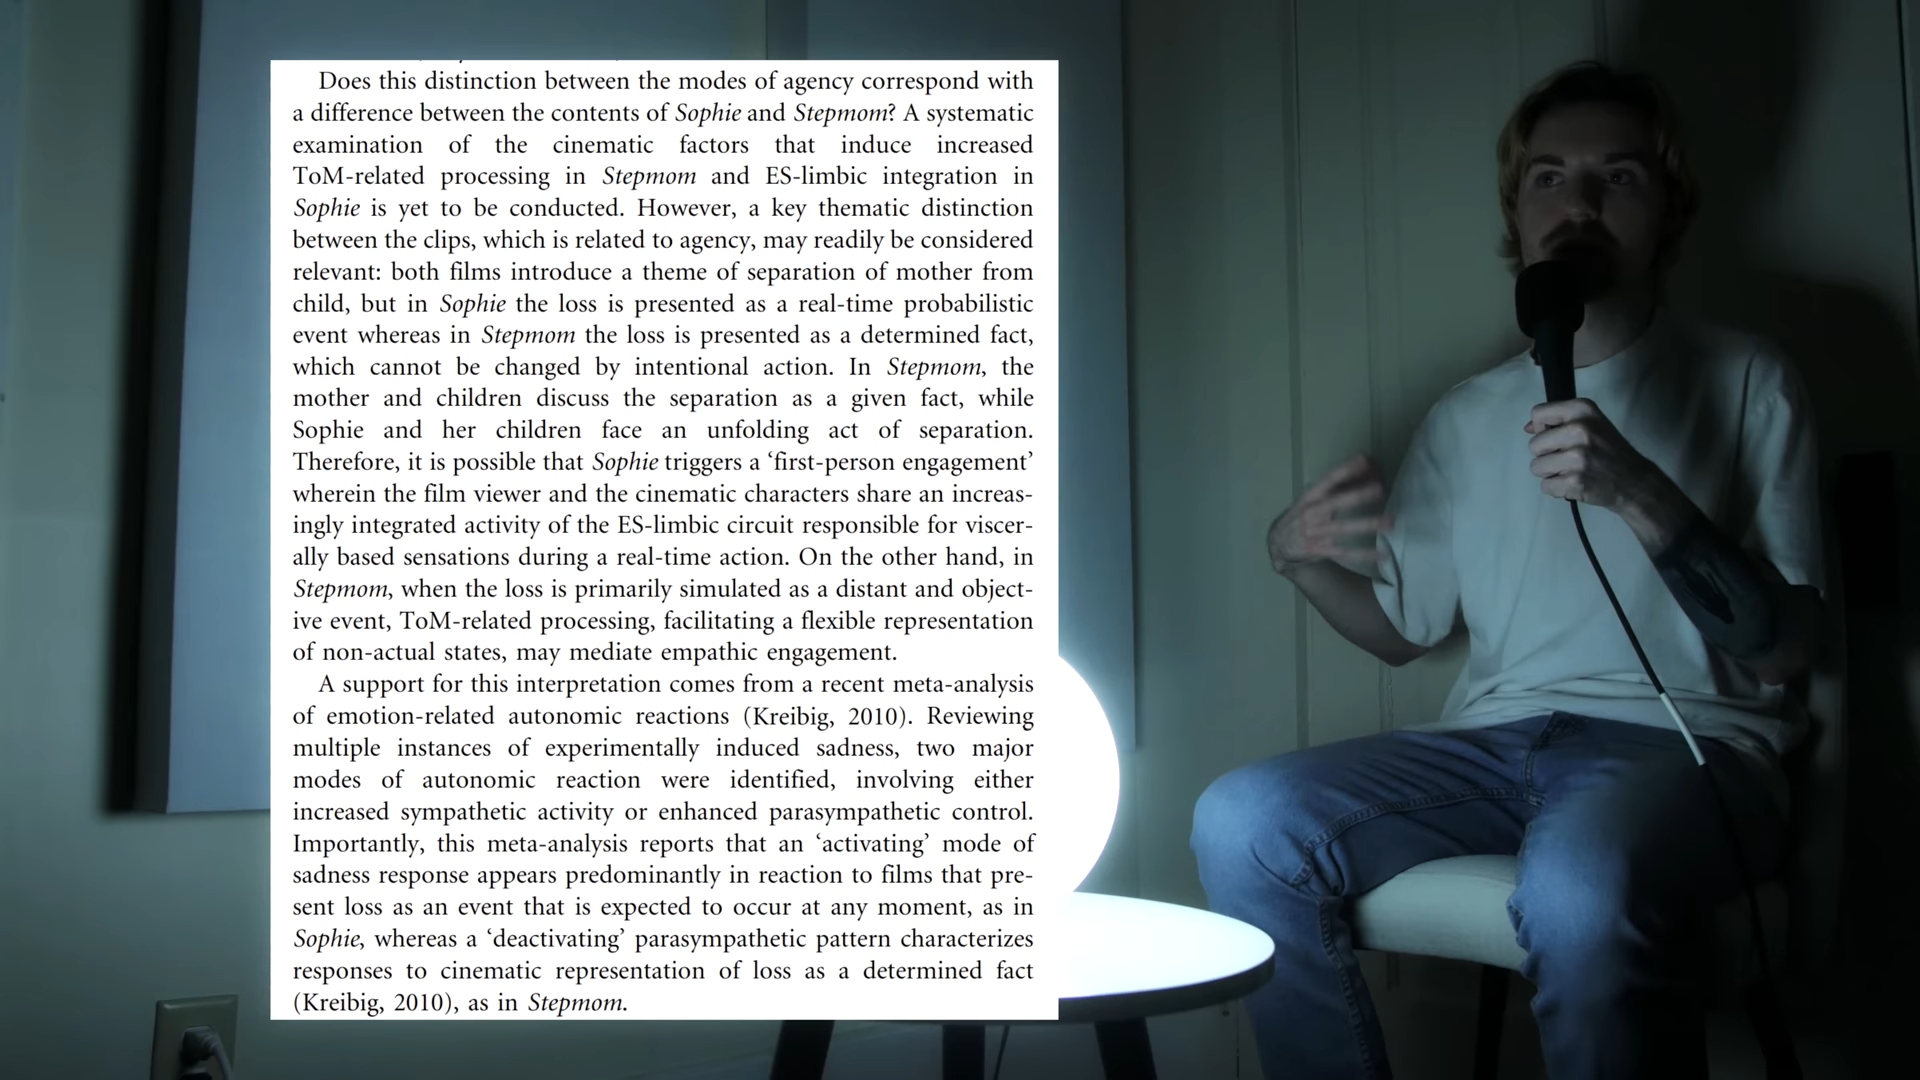 Does this distinction between the modes of agency correspond with
a difference between the contents of Sophie and Stepmom? A systematic
examination of the cinematic factors that induce increased
ToM-related processing in Stepmom and ES-limbic integration in
Sophie is yet to be conducted. However, a key thematic distinction
between the clips, which is related to agency, may readily be considered
relevant: both films introduce a theme of separation of mother from
child, but in Sophie the loss is presented as a real-time probabilistic
event whereas in Stepmom the loss is presented as a determined fact,
which cannot be changed by intentional action. In Stepmom, the
mother and children discuss the separation as a given fact, while
Sophie and her children face an unfolding act of separation.
Therefore, it is possible that Sophie triggers a ‘first-person engagement’
wherein the film viewer and the cinematic characters share an increas-
ingly integrated activity of the ES-limbic circuit responsible for viscer-
ally based sensations during a real-time action. On the other hand, in
Stepmom, when the loss is primarily simulated as a distant and object-
ive event, ToM-related processing, facilitating a flexible representation
of non-actual states, may mediate empathic engagement.
A support for this interpretation comes from a recent meta-analysis
of emotion-related autonomic reactions (Kreibig, 2010). Reviewing
multiple instances of experimentally induced sadness, two major
modes of autonomic reaction were identified, involving either
increased sympathetic activity or enhanced parasympathetic control.
Importantly, this meta-analysis reports that an ‘activating’ mode of
sadness response appears predominantly in reaction to films that pre-
sent loss as an event that is expected to occur at any moment, as in
Sophie, whereas a ‘deactivating’ parasympathetic pattern characterizes
responses to cinematic representation of loss as a determined fact
(Kreibig, 2010), as in Stepmom.